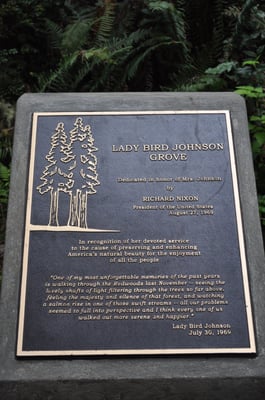 LADY BIRD JOHNSON
GROVE
Dedicated in honor of Mrs. Johnson
by
RICHARD NIXON
President of the United States
August 27, 1969
In recognition of her devoted service
to the cause of preserving and enhancing
America's natural beauty for the enjoyment
of all the people
"One of my most unforgettable memories of the past years
is walking through the Redwoods last November -- seeing the
lovely shafts of light filtering through the trees so far above,
feeling the majesty and silence of that forest, and watching
a salmon rise in one of those swift streams -- all our problems
seemed to fall into perspective and I think every one of us
walked out more serene and happier."
Lady Bird Johnson
July 30, 1969